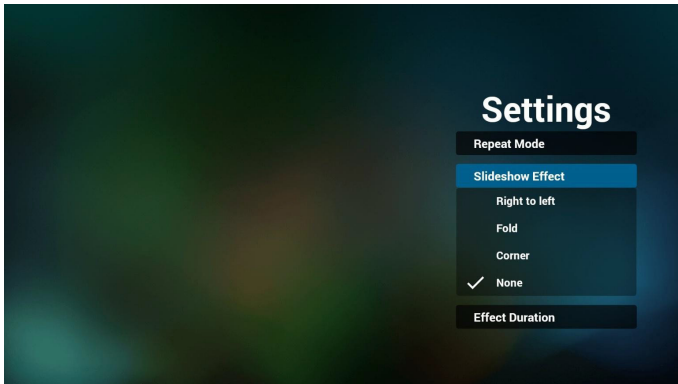 Settings
Repeat Mode
Slideshow Effect
Right to left
Fold
Corner
None
Effect Duration